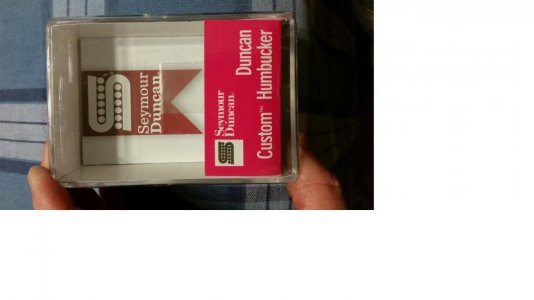 Seymour
Duncan.
Seymour
Duncan.
Duncan
Custom™ Humbucker